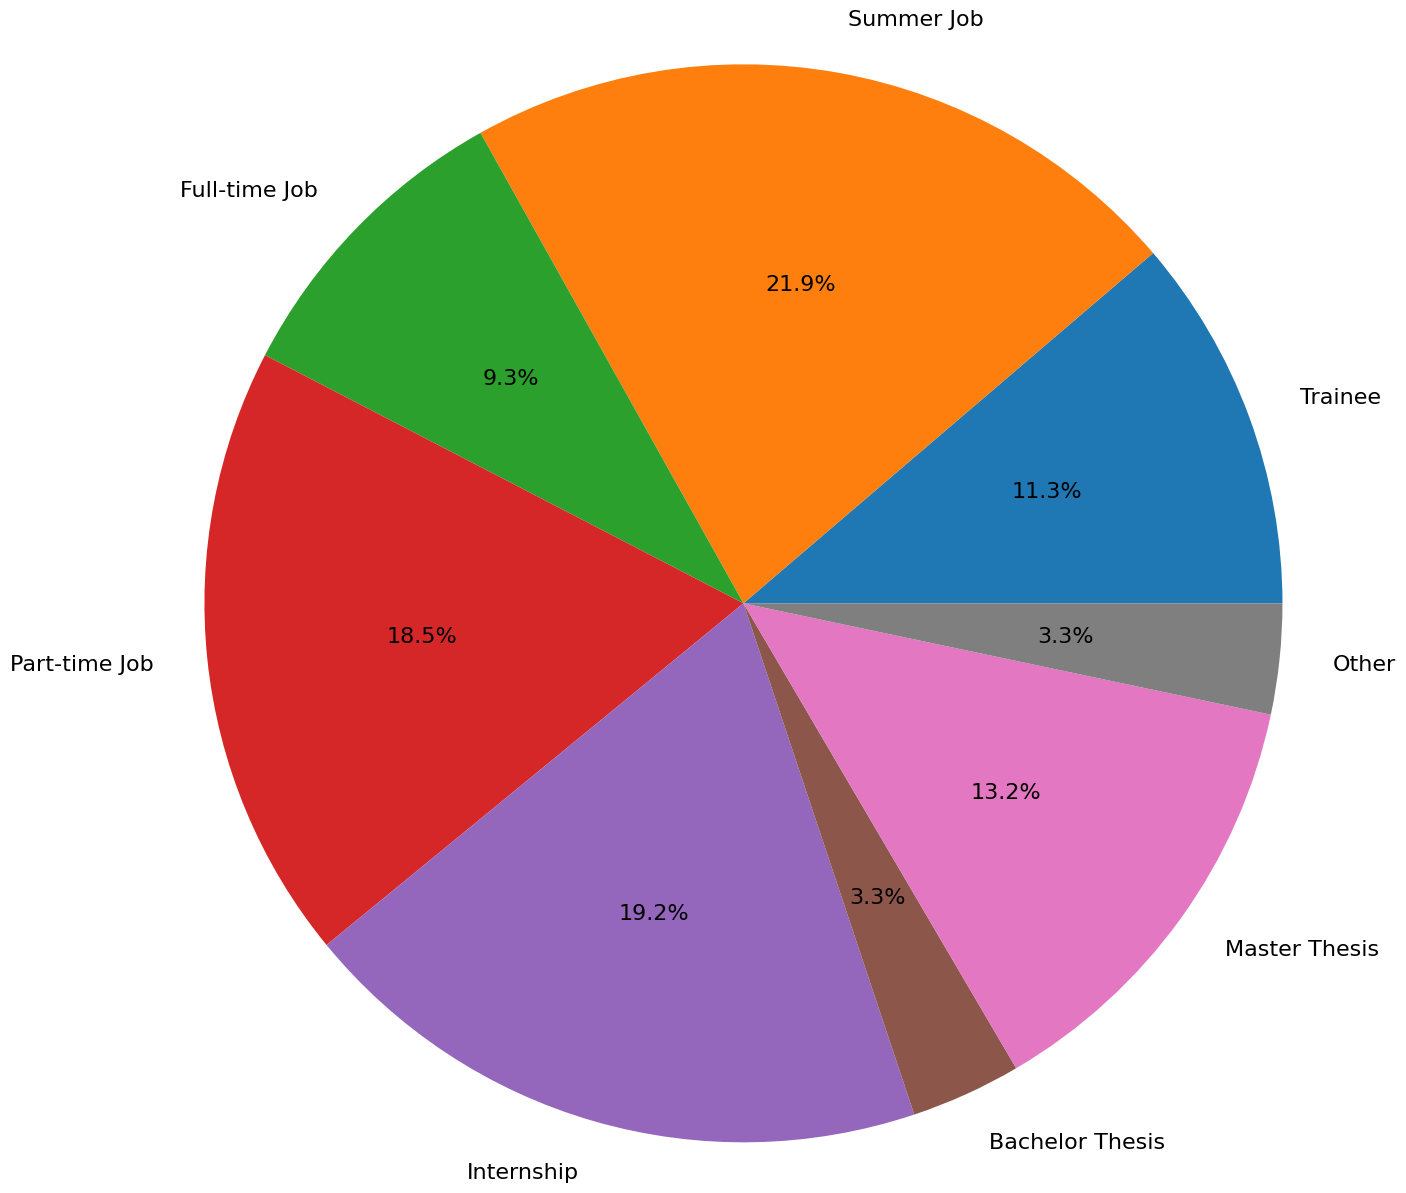 Summer Job
Full-time Job
21.9%
9.3%
Trainee
11.3%
18.5%
3.3%
Part-time Job
Other
13.2%
19.2%
3.3%
Master Thesis
Bachelor Thesis
Internship